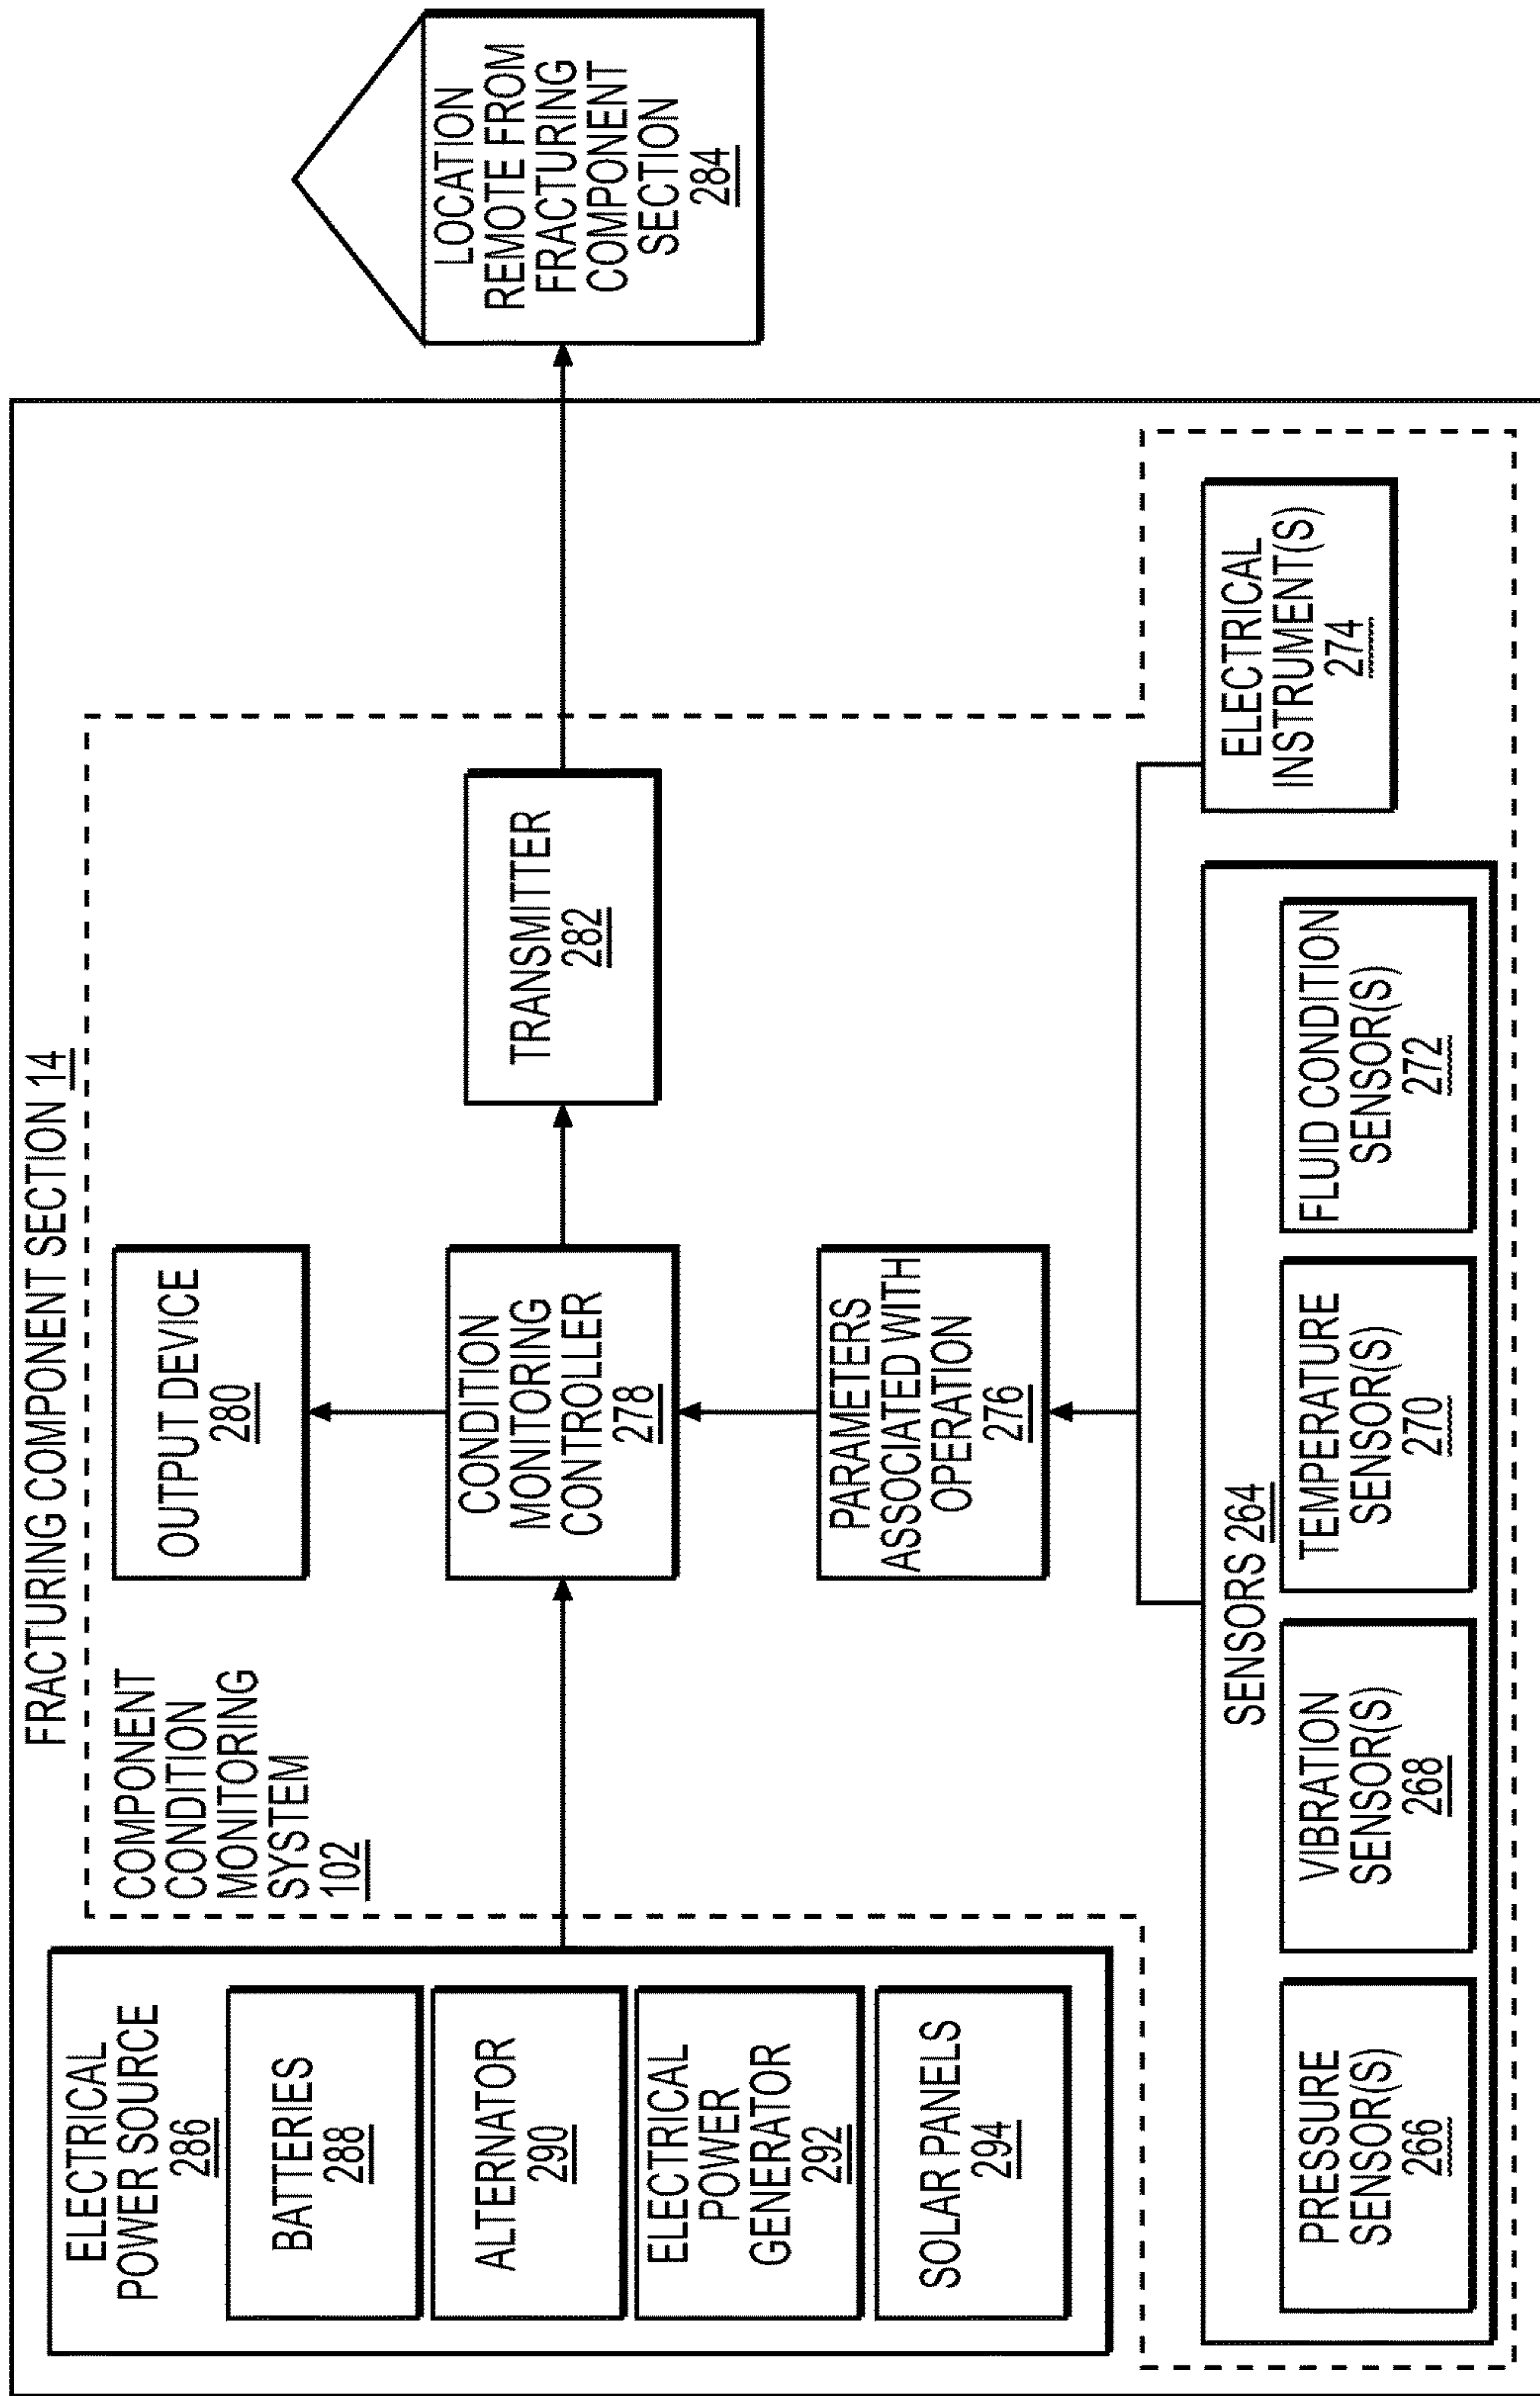 FRACTURING COMPONENT SECTION 14
ELECTRICAL
POWER SOURCE
286
BATTERIES
288
ALTERNATOR
290
ELECTRICAL
POWER
GENERATOR
292
SOLAR PANELS
294
COMPONENT
CONDITION
MONITORING
SYSTEM
102
OUTPUT DEVICE
280
CONDITION
MONITORING
CONTROLLER
278
PARAMETERS
ASSOCIATED WITH
OPERATION
276
TRANSMITTER
282
LOCATION
REMOTE FROM
FRACTURING
COMPONENT
SECTION
284
SENSORS 264
PRESSURE
SENSOR(S)
266
VIBRATION
SENSOR(S)
268
TEMPERATURE
SENSOR(S)
270
FLUID CONDITION
SENSOR(S)
272
ELECTRICAL
INSTRUMENT(S)
274